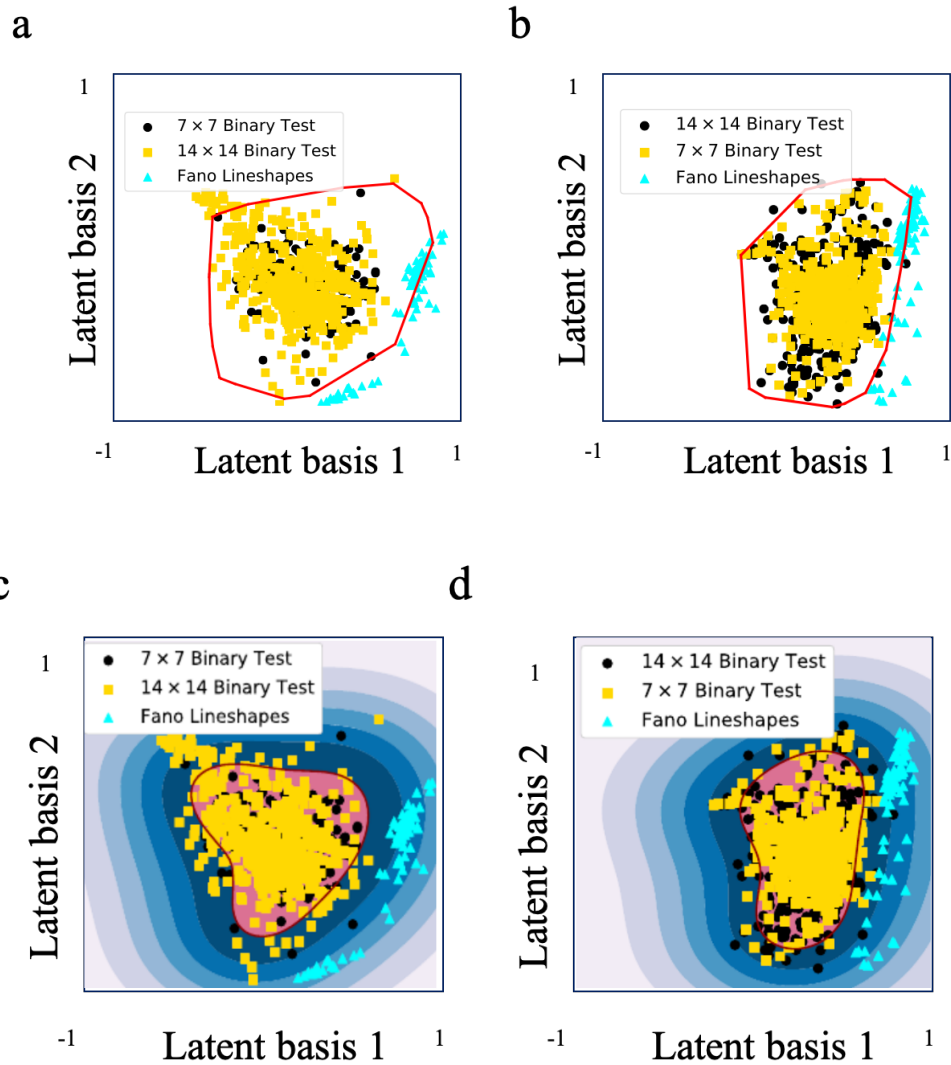 a
1
7 × 7 Binary Test
14 × 14 Binary Test
Fano Lineshapes
Latent basis 2
-1
Latent basis 1
1
b
1
14 × 14 Binary Test
7 × 7 Binary Test
Fano Lineshapes
Latent basis 2
-1
Latent basis 1
1
c
1
7 × 7 Binary Test
14 × 14 Binary Test
Fano Lineshapes
Latent basis 2
-1
Latent basis 1
1
d
1
14 × 14 Binary Test
7 × 7 Binary Test
Fano Lineshapes
Latent basis 2
-1
Latent basis 1
1